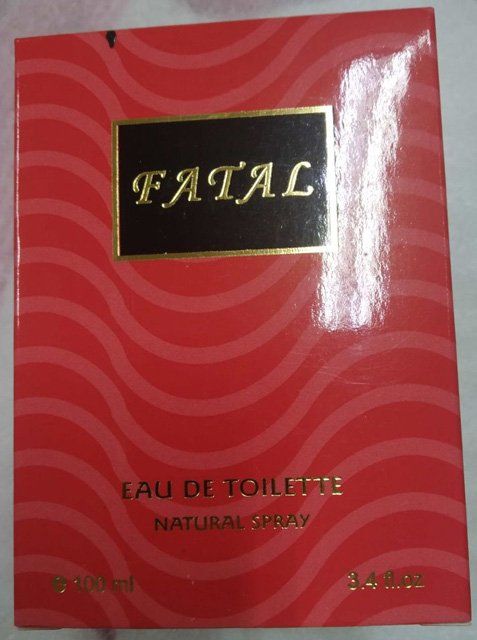 FATAL
EAU DE TOILETTE
NATURAL SPRAY
℮ 100 ml 3.4 fl.oz